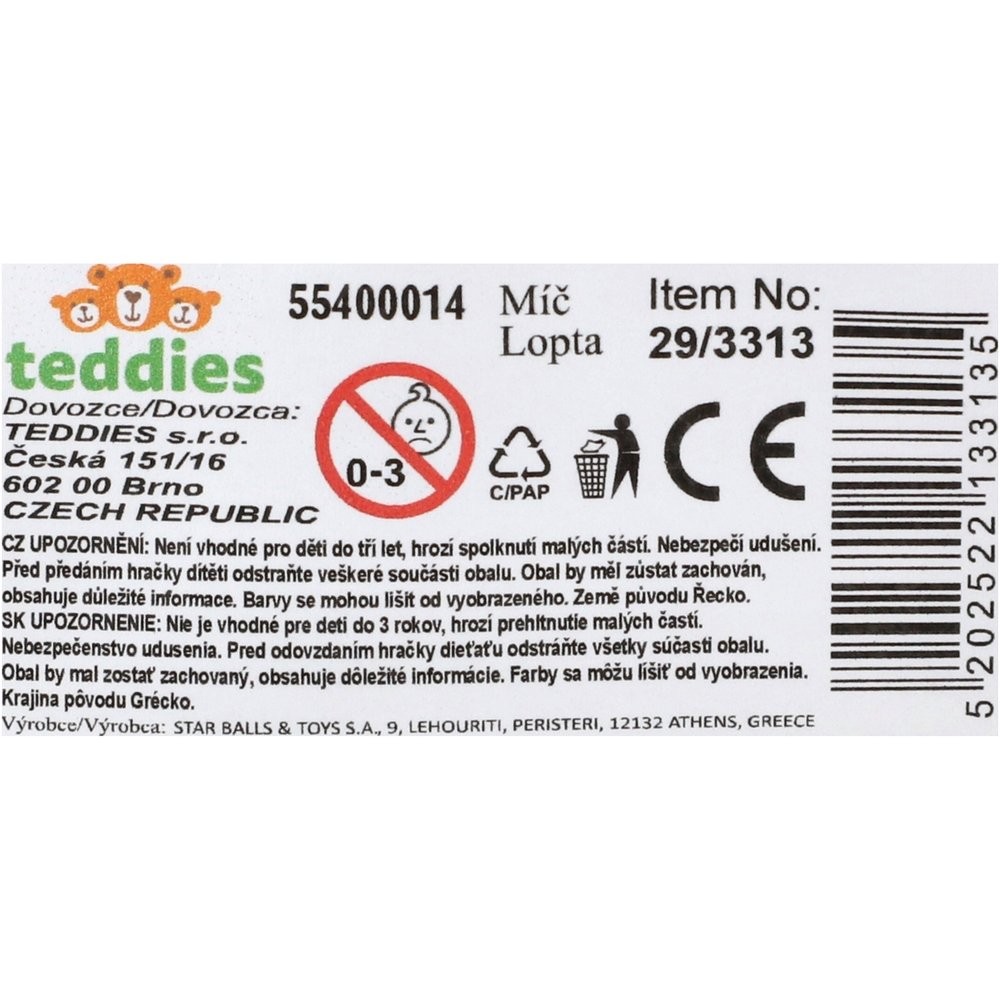 teddies
55400014
Míč
Lopta
Item No:
29/3313
Dovozce/Dovozca:
TEDDIES s.r.o.
Česká 151/16
602 00 Brno
CZECH REPUBLIC
0-3
C/PAP
CE
CZ UPOZORNĚNÍ: Není vhodné pro děti do tří let, hrozí spolknutí malých částí. Nebezpečí udušení.
Před předáním hračky dítěti odstraňte veškeré součásti obalu. Obal by měl zůstat zachován,
obsahuje důležité informace. Barvy se mohou lišit od vyobrazeného. Země původu Řecko.
SK UPOZORNENIE: Nie je vhodné pre deti do 3 rokov, hrozí prehltnutie malých častí.
Nebezpečenstvo udusenia. Pred odovzdaním hračky dieťaťu odstráňte všetky súčasti obalu.
Obal by mal zostať zachovaný, obsahuje dôležité informácie. Farby sa môžu líšiť od vyobrazenia.
Krajina pôvodu Grécko.
Výrobce/Výrobca: STAR BALLS & TOYS S.A., 9, LEHOURITI, PERISTERI, 12132 ATHENS, GREECE
5 202522 133135